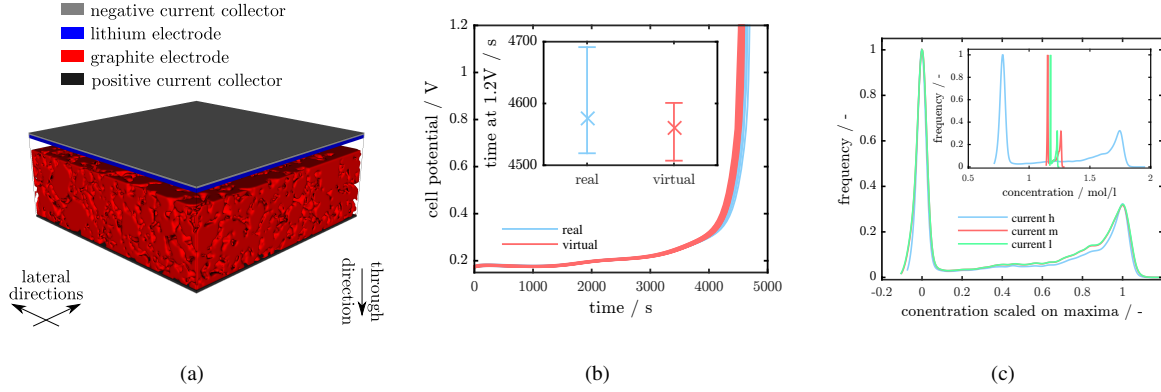 negative current collector
lithium electrode
graphite electrode
positive current collector
lateral
directions
through
direction
(a)
1.2
1
0.8
0.6
0.4
0.2
cell potential / V
4700
4600
4500
time at 1.2V / s
real
virtual
real
virtual
0
1000
2000
3000
4000
5000
time / s
(b)
1
0.8
0.6
0.4
0.2
0
frequency / -
1
0.8
0.6
0.4
0.2
0
frequency / -
0.5
1
1.5
2
concentration / mol/l
current h
current m
current l
-0.2
0
0.2
0.4
0.6
0.8
1
conentration scaled on maxima / -
(c)